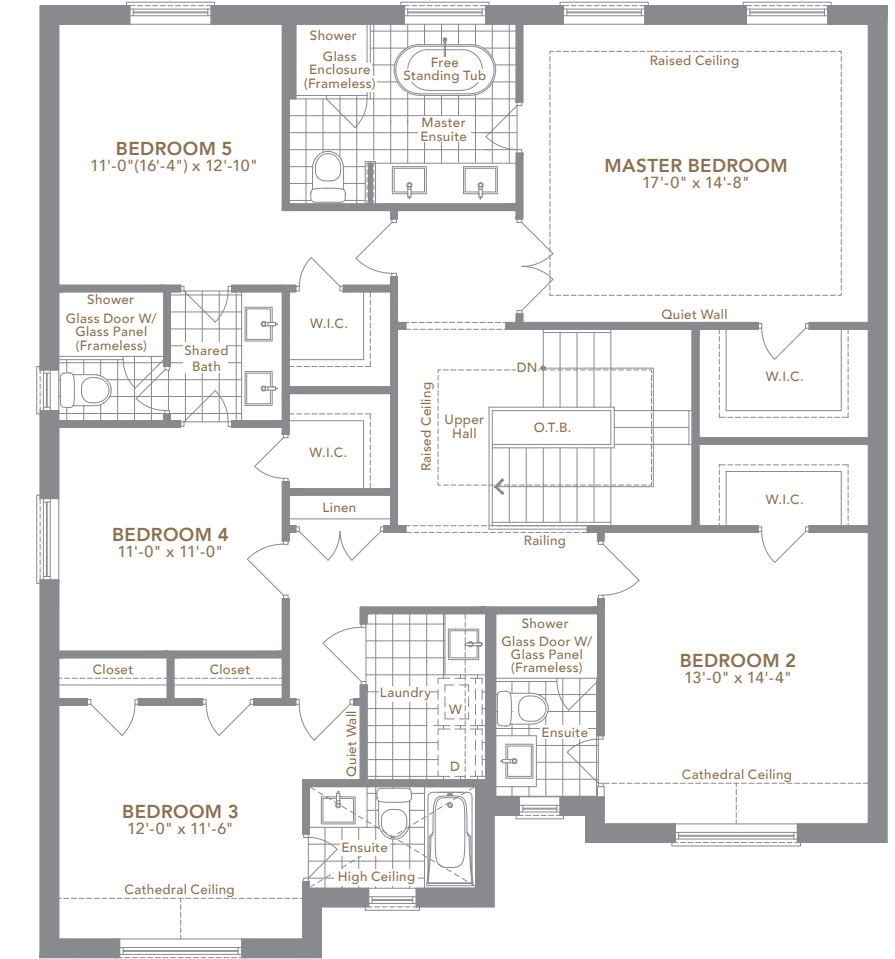 Shower
Glass
Enclosure
(Frameless)
Free
Standing Tub
Master
Ensuite
Raised Ceiling
BEDROOM 5
11'-0"(16'-4") x 12'-10"
MASTER BEDROOM
17'-0" x 14'-8"
Quiet Wall
Shower
Glass Door W/
Glass Panel
(Frameless)
Shared
Bath
W.I.C.
W.I.C.
W.I.C.
W.I.C.
DN
Raised Ceiling
Upper
Hall
O.T.B.
Linen
Railing
BEDROOM 4
11'-0" x 11'-0"
Closet
Closet
Laundry
W
D
Quiet Wall
Shower
Glass Door W/
Glass Panel
(Frameless)
Ensuite
BEDROOM 2
13'-0" x 14'-4"
Cathedral Ceiling
BEDROOM 3
12'-0" x 11'-6"
Cathedral Ceiling
Ensuite
High Ceiling